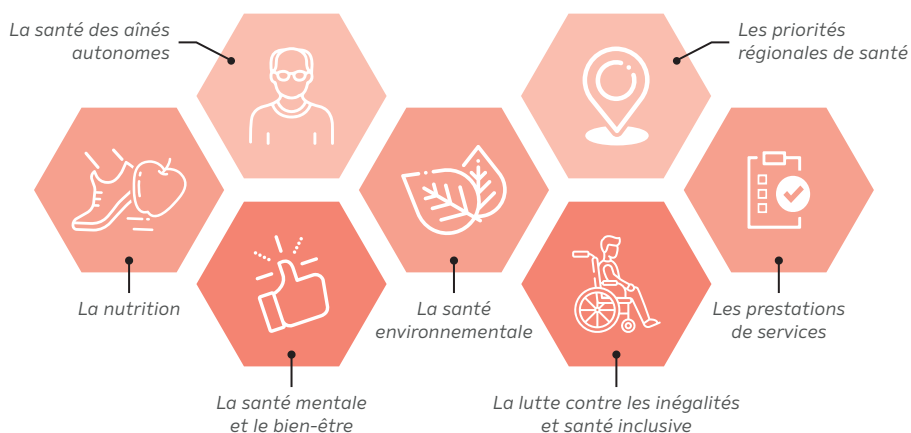 La santé des aînés
autonomes
Les priorités
régionales de santé
La nutrition
La santé
environnementale
Les prestations
de services
La santé mentale
et le bien-être
La lutte contre les inégalités
et santé inclusive